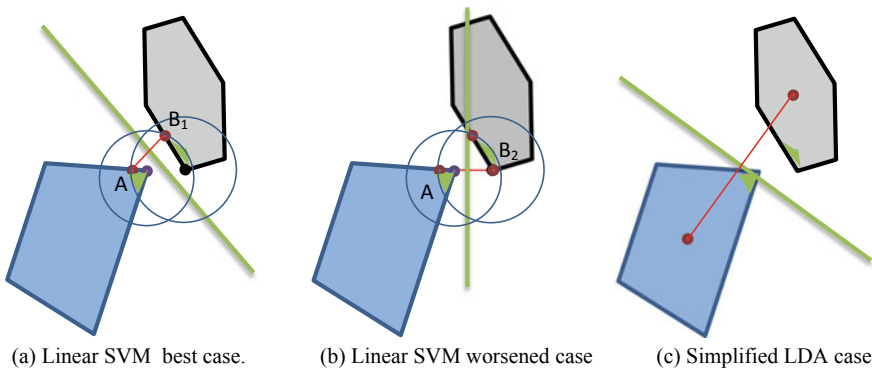 B1
A
B2
A
(a) Linear SVM best case.
(b) Linear SVM worsened case
(c) Simplified LDA case